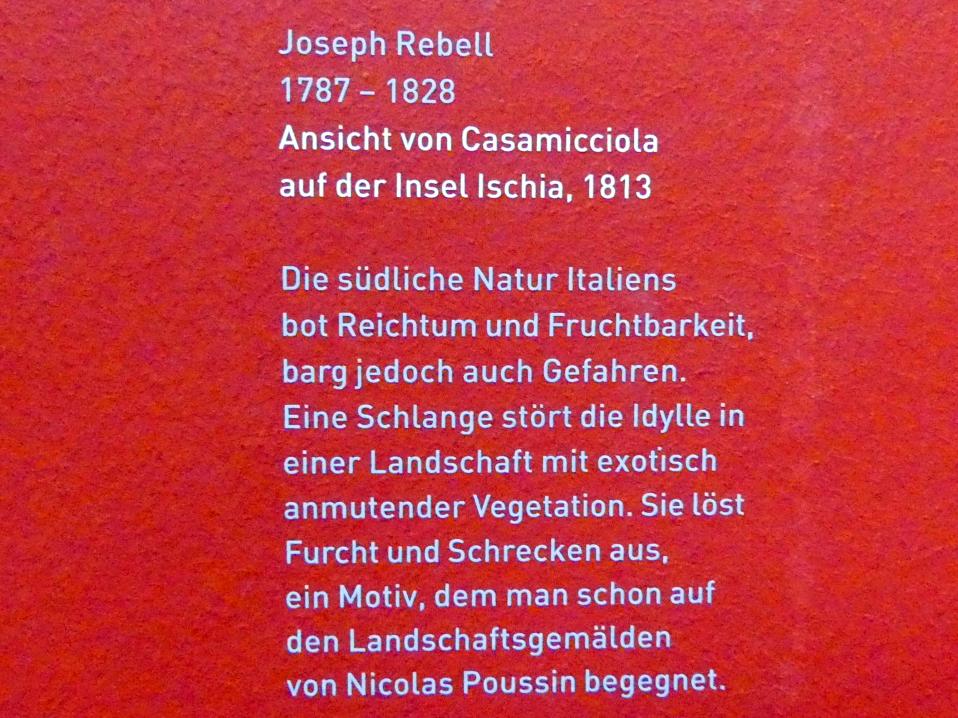 Joseph Rebell
1787 – 1828
Ansicht von Casamicciola
auf der Insel Ischia, 1813
Die südliche Natur Italiens
bot Reichtum und Fruchtbarkeit,
barg jedoch auch Gefahren.
Eine Schlange stört die Idylle in
einer Landschaft mit exotisch
anmutender Vegetation. Sie löst
Furcht und Schrecken aus,
ein Motiv, dem man schon auf
den Landschaftsgemälden
von Nicolas Poussin begegnet.